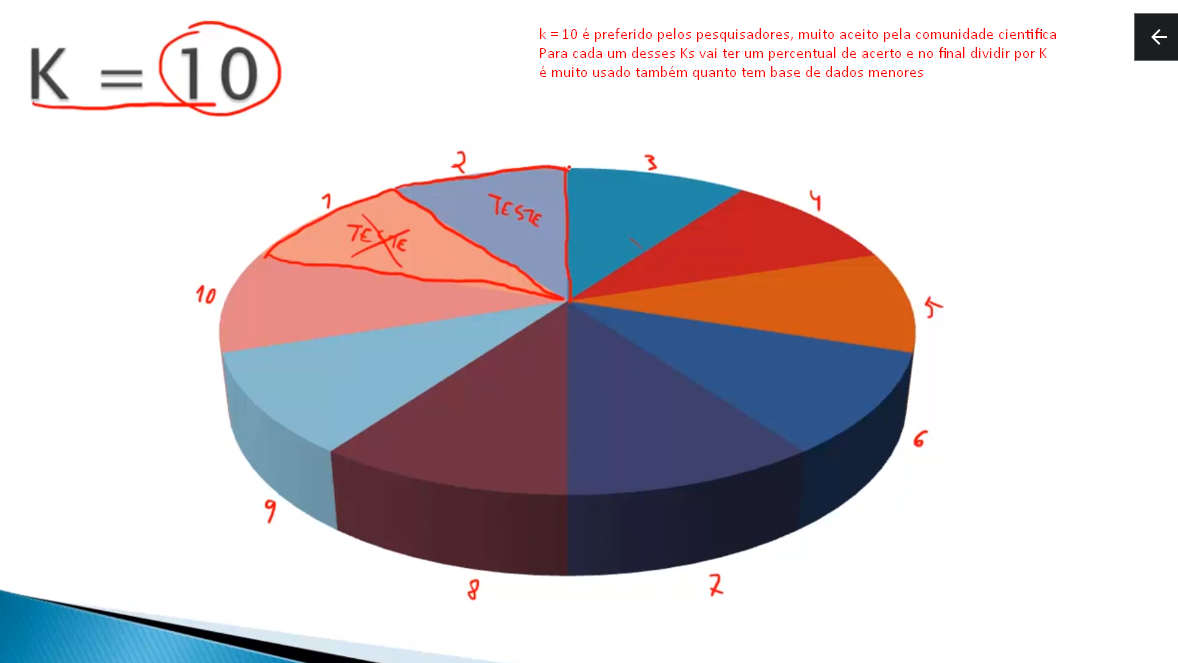 K = 10
k = 10 é preferido pelos pesquisadores, muito aceito pela comunidade cientifica
Para cada um desses Ks vai ter um percentual de acerto e no final dividir por K
é muito usado também quanto tem base de dados menores
2
3
1
4
TESTE
TESTE
10
5
6
9
8
7